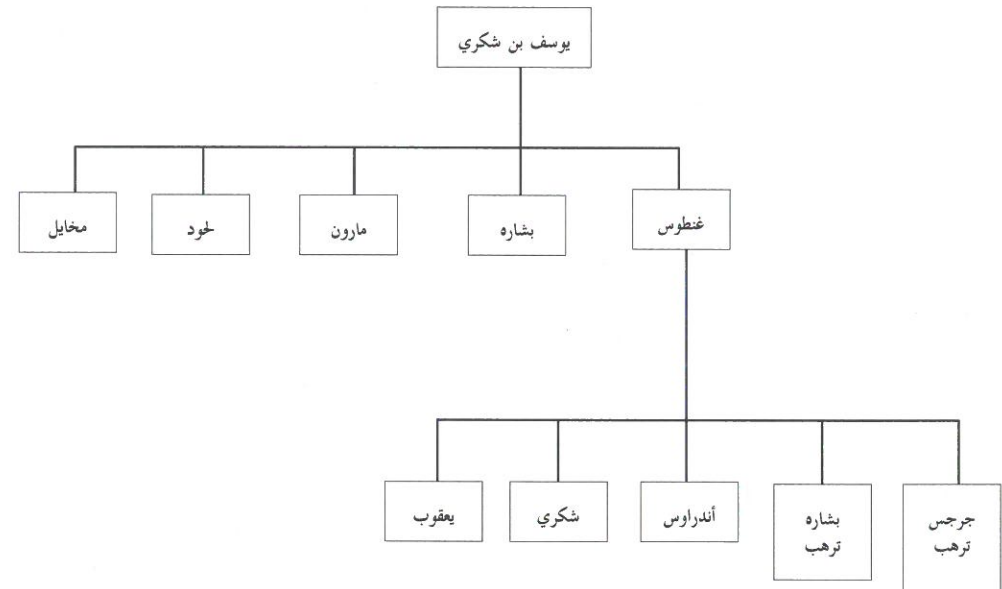 يوسف بن شكري
غنطوس
بشاره
مارون
لحود
مخايل
جرجس
ترهب
بشاره
ترهب
أندراوس
شكري
يعقوب